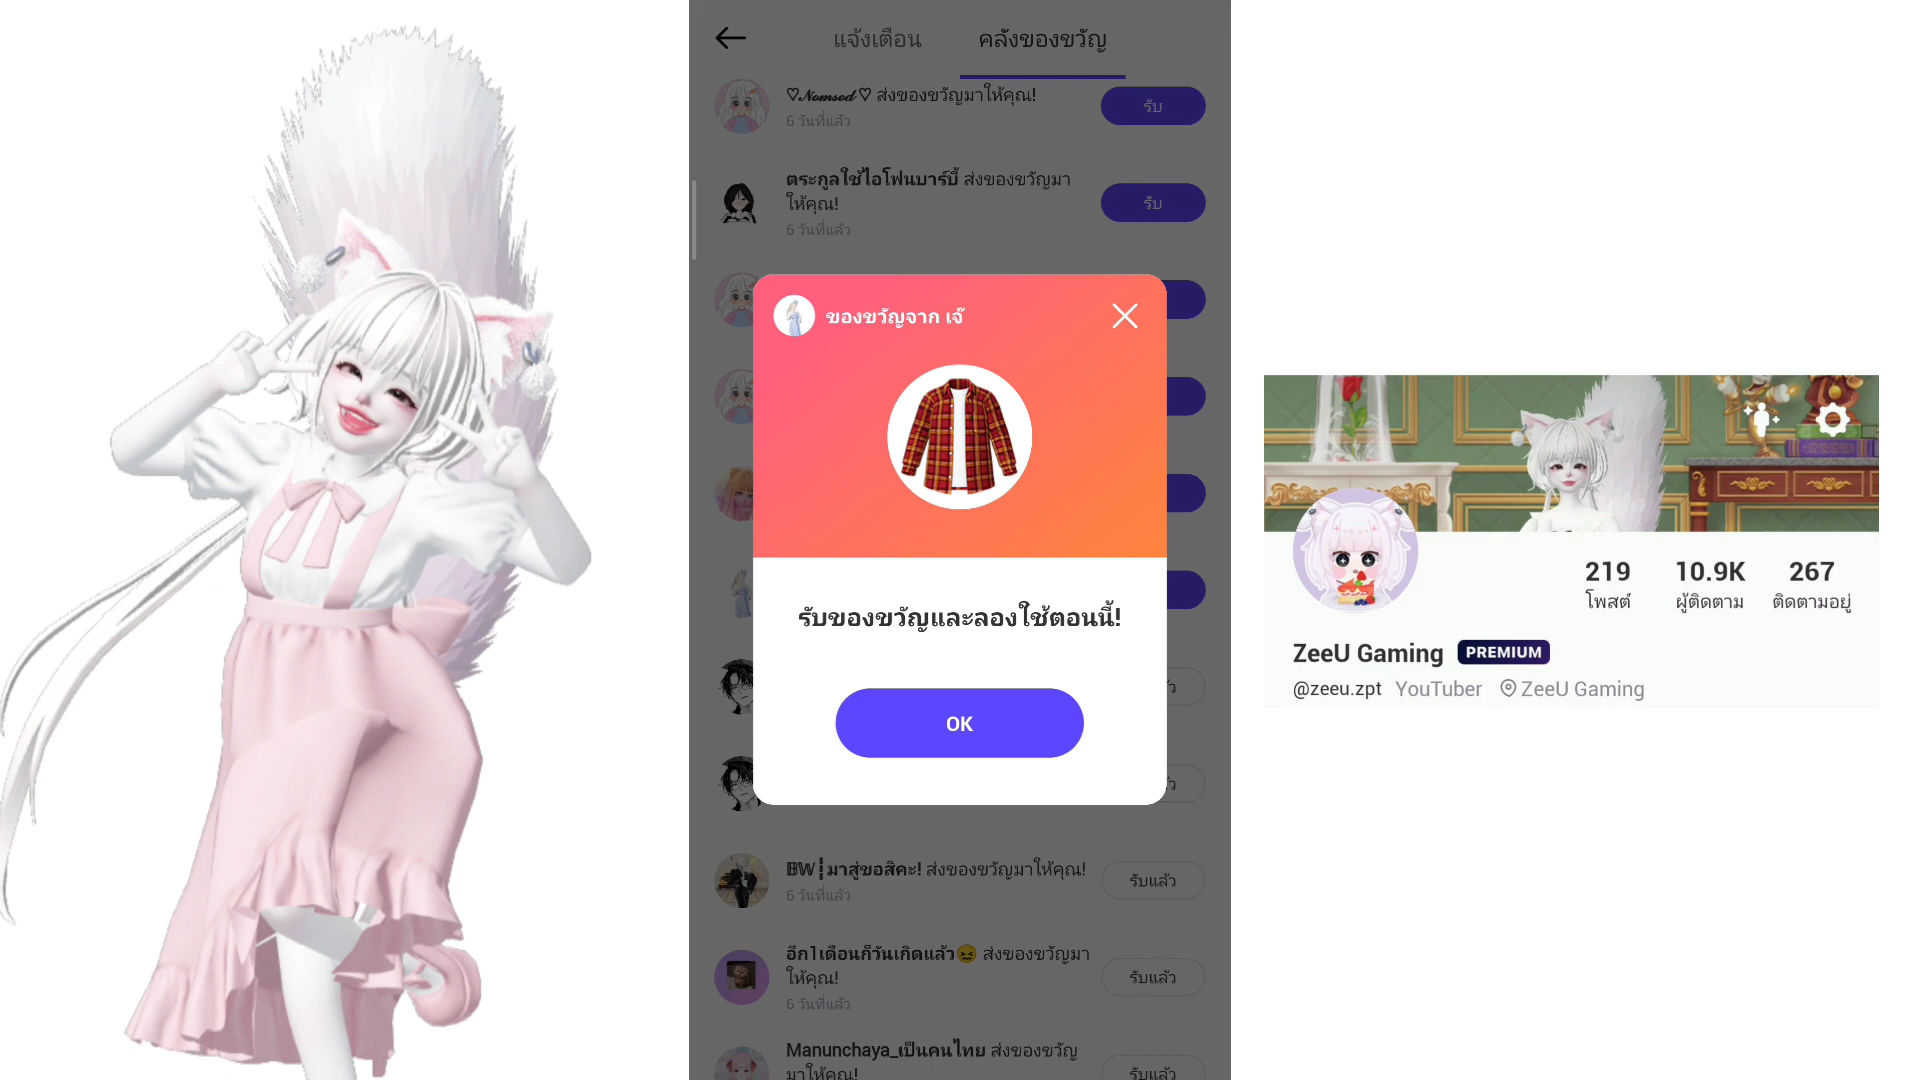 แจ้งเตือน
คลังของขวัญ
♡𝓝𝓸𝓶𝓼𝓸𝓭♡ ส่งของขวัญมาให้คุณ!
6 วันที่แล้ว
รับ
ตระกูลใช้ไอโฟนบาร์บี้ ส่งของขวัญมา
ให้คุณ!
6 วันที่แล้ว
รับ
ของขวัญจาก เจ๊
รับของขวัญและลองใช้ตอนนี้!
OK
BW┇มาสู่ขอสิคะ! ส่งของขวัญมาให้คุณ!
6 วันที่แล้ว
รับแล้ว
อีก1เดือนก็วันเกิดแล้ว😖 ส่งของขวัญมา
ให้คุณ!
6 วันที่แล้ว
รับแล้ว
Manunchaya_เป็นคนไทย ส่งของขวัญ
มาให้คุณ!
รับแล้ว
219
โพสต์
10.9K
ผู้ติดตาม
267
ติดตามอยู่
ZeeU Gaming PREMIUM
@zeeu.zpt YouTuber ZeeU Gaming